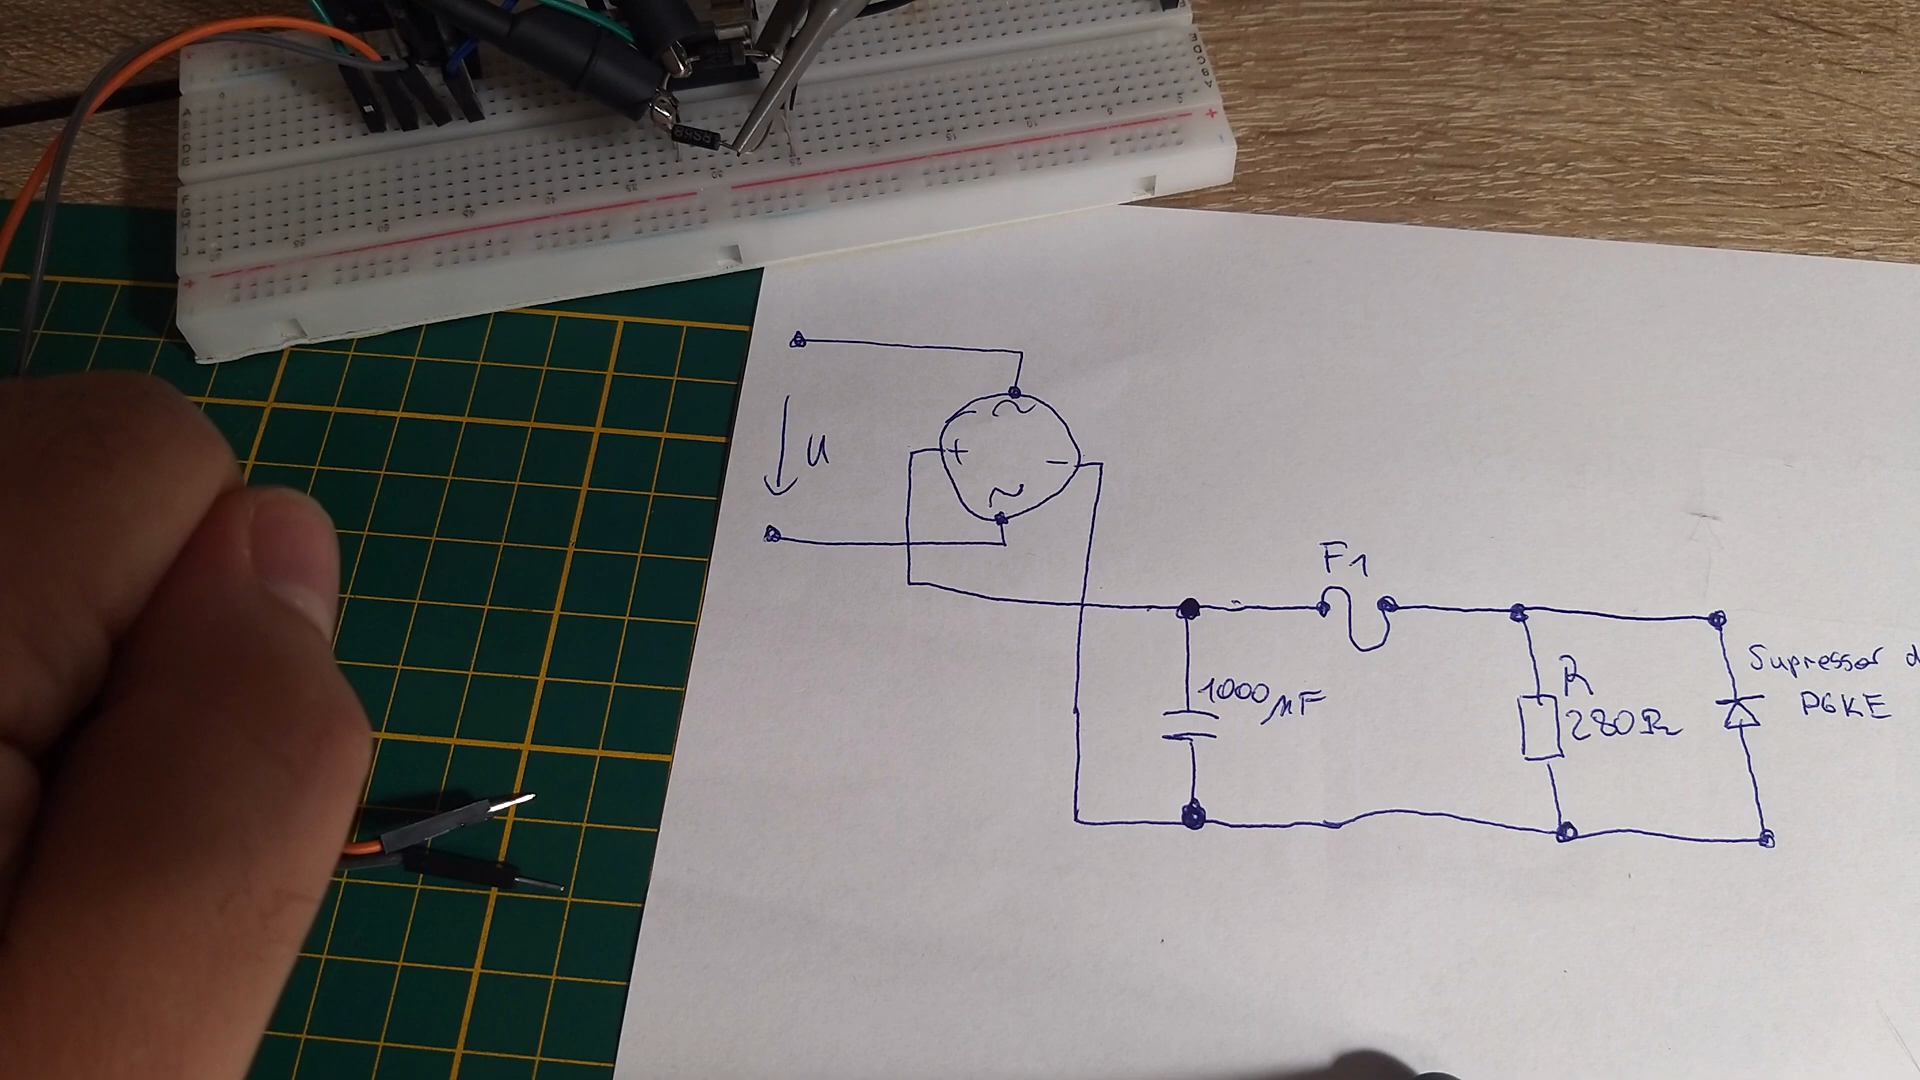 U
~
+
−
~
F1
1000µF
R
280Ω
Supressor d
P6KE